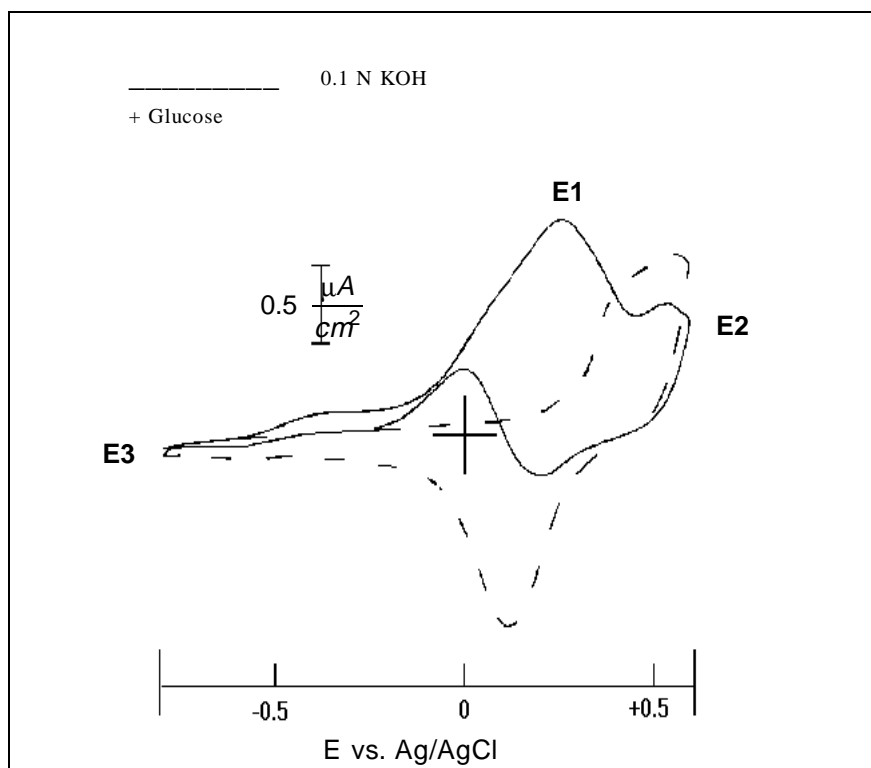 0.1 N KOH
+ Glucose
E1
0.5 µA
cm²
E2
E3
-0.5 0 +0.5
E vs. Ag/AgCl